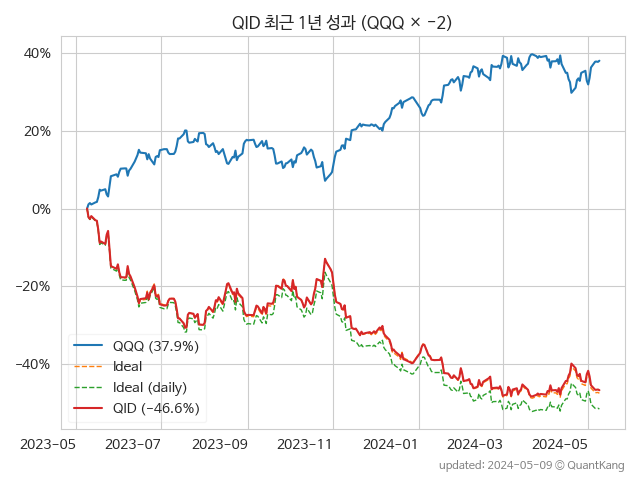 QID 최근 1년 성과 (QQQ × −2)
40%
20%
0%
−20%
−40%
QQQ (37.9%)
Ideal
Ideal (daily)
QID (−46.6%)
2023-05 2023-07 2023-09 2023-11 2024-01 2024-03 2024-05
updated: 2024-05-09 © QuantKang